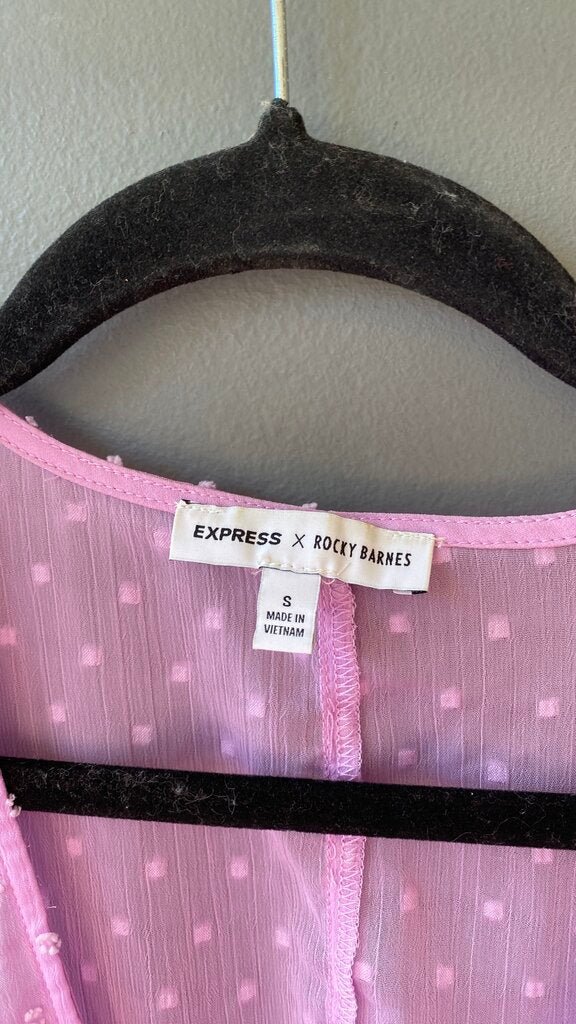 EXPRESS X ROCKY BARNES
S
MADE IN
VIETNAM